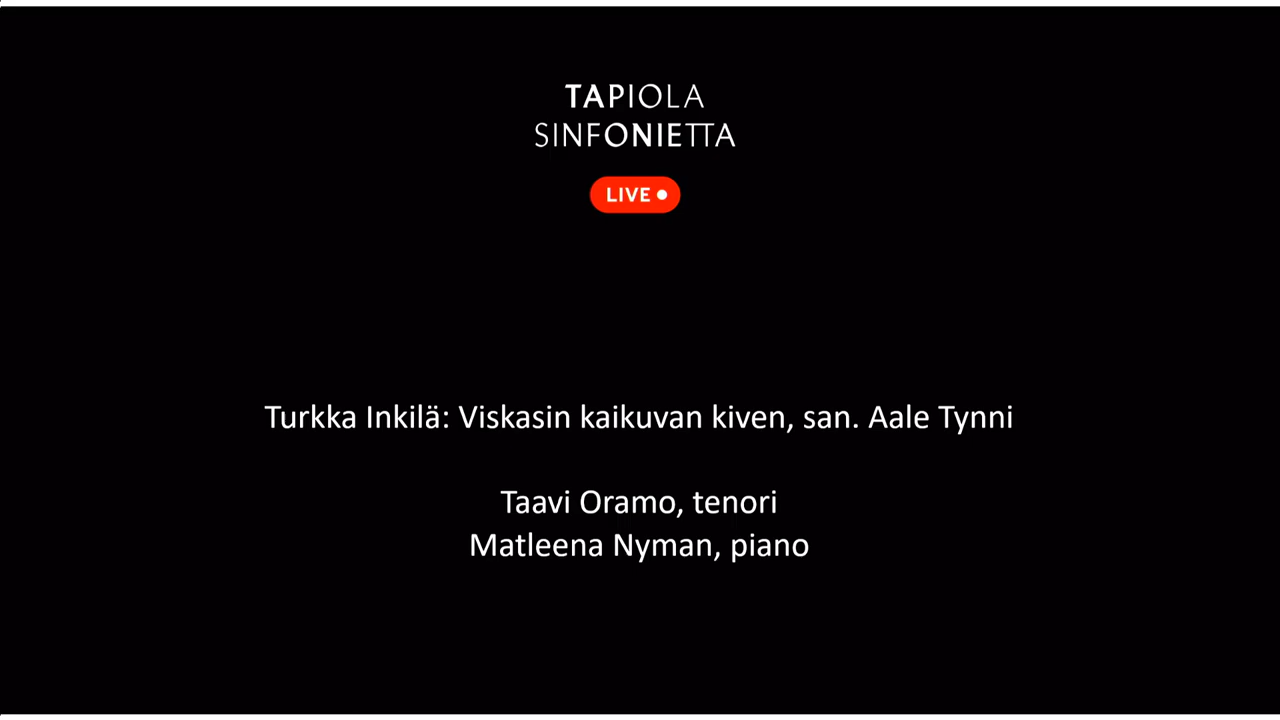 TAPIOLA
SINFONIETTA
LIVE
Turkka Inkilä: Viskasin kaikuvan kiven, san. Aale Tynni
Taavi Oramo, tenori
Matleena Nyman, piano